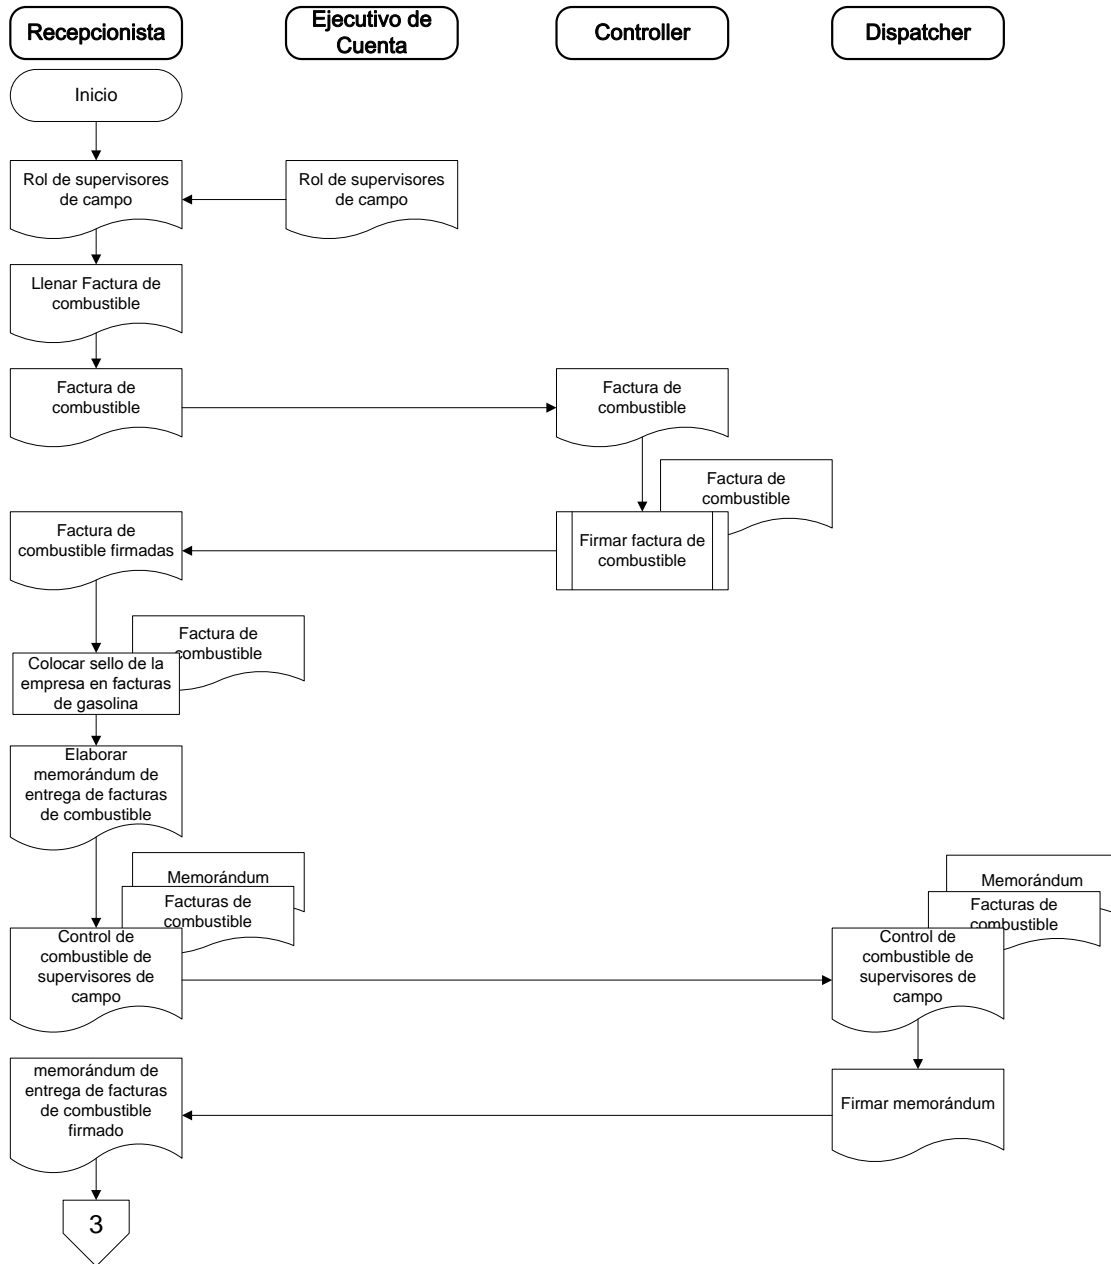 Recepcionista
Ejecutivo de
Cuenta
Controller
Dispatcher
Inicio
Rol de supervisores
de campo
Rol de supervisores
de campo
Llenar Factura de
combustible
Factura de
combustible
Factura de
combustible
Factura de
combustible
Factura de
combustible firmadas
Firmar factura de
combustible
Factura de
combustible
Colocar sello de la
empresa en facturas
de gasolina
Elaborar
memorándum de
entrega de facturas
de combustible
Memorándum
Facturas de
combustible
Control de
combustible de
supervisores de
campo
Memorándum
Facturas de
combustible
Control de
combustible de
supervisores de
campo
memorándum de
entrega de facturas
de combustible
firmado
Firmar memorándum
3